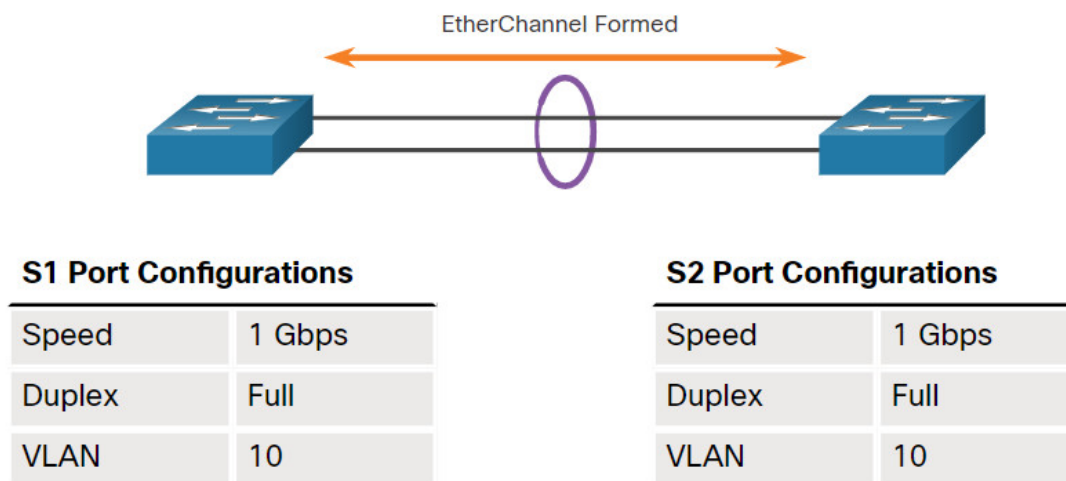 EtherChannel Formed
S1 Port Configurations
Speed 1 Gbps
Duplex Full
VLAN 10
S2 Port Configurations
Speed 1 Gbps
Duplex Full
VLAN 10